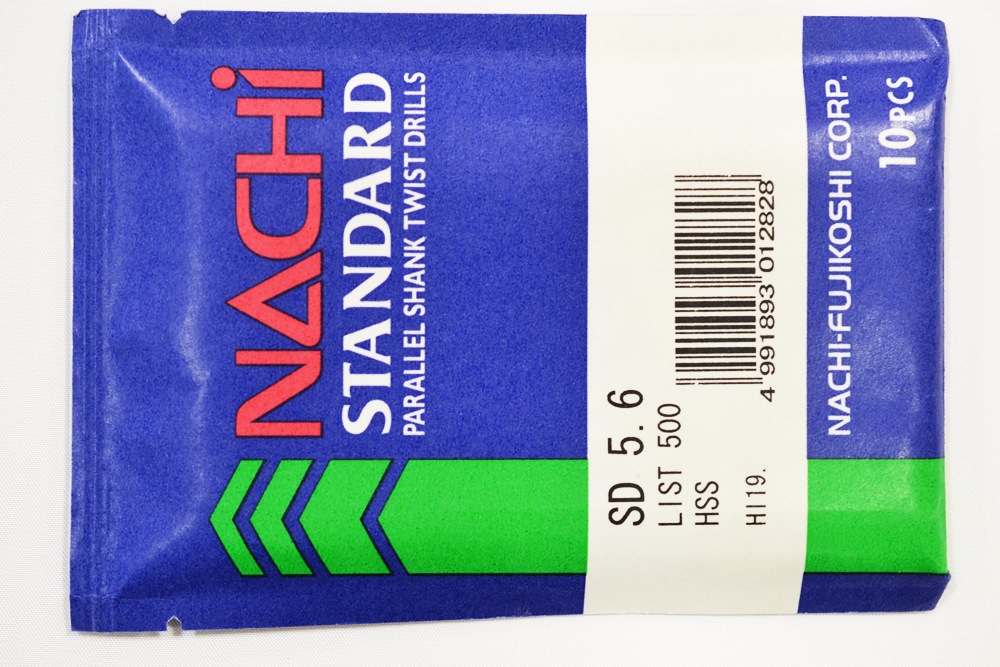 NACHi
STANDARD
PARALLEL SHANK TWIST DRILLS
SD 5.6
LIST 500
HSS
4 991893 012828
HI19.
NACHI-FUJIKOSHI CORP.
10PCS